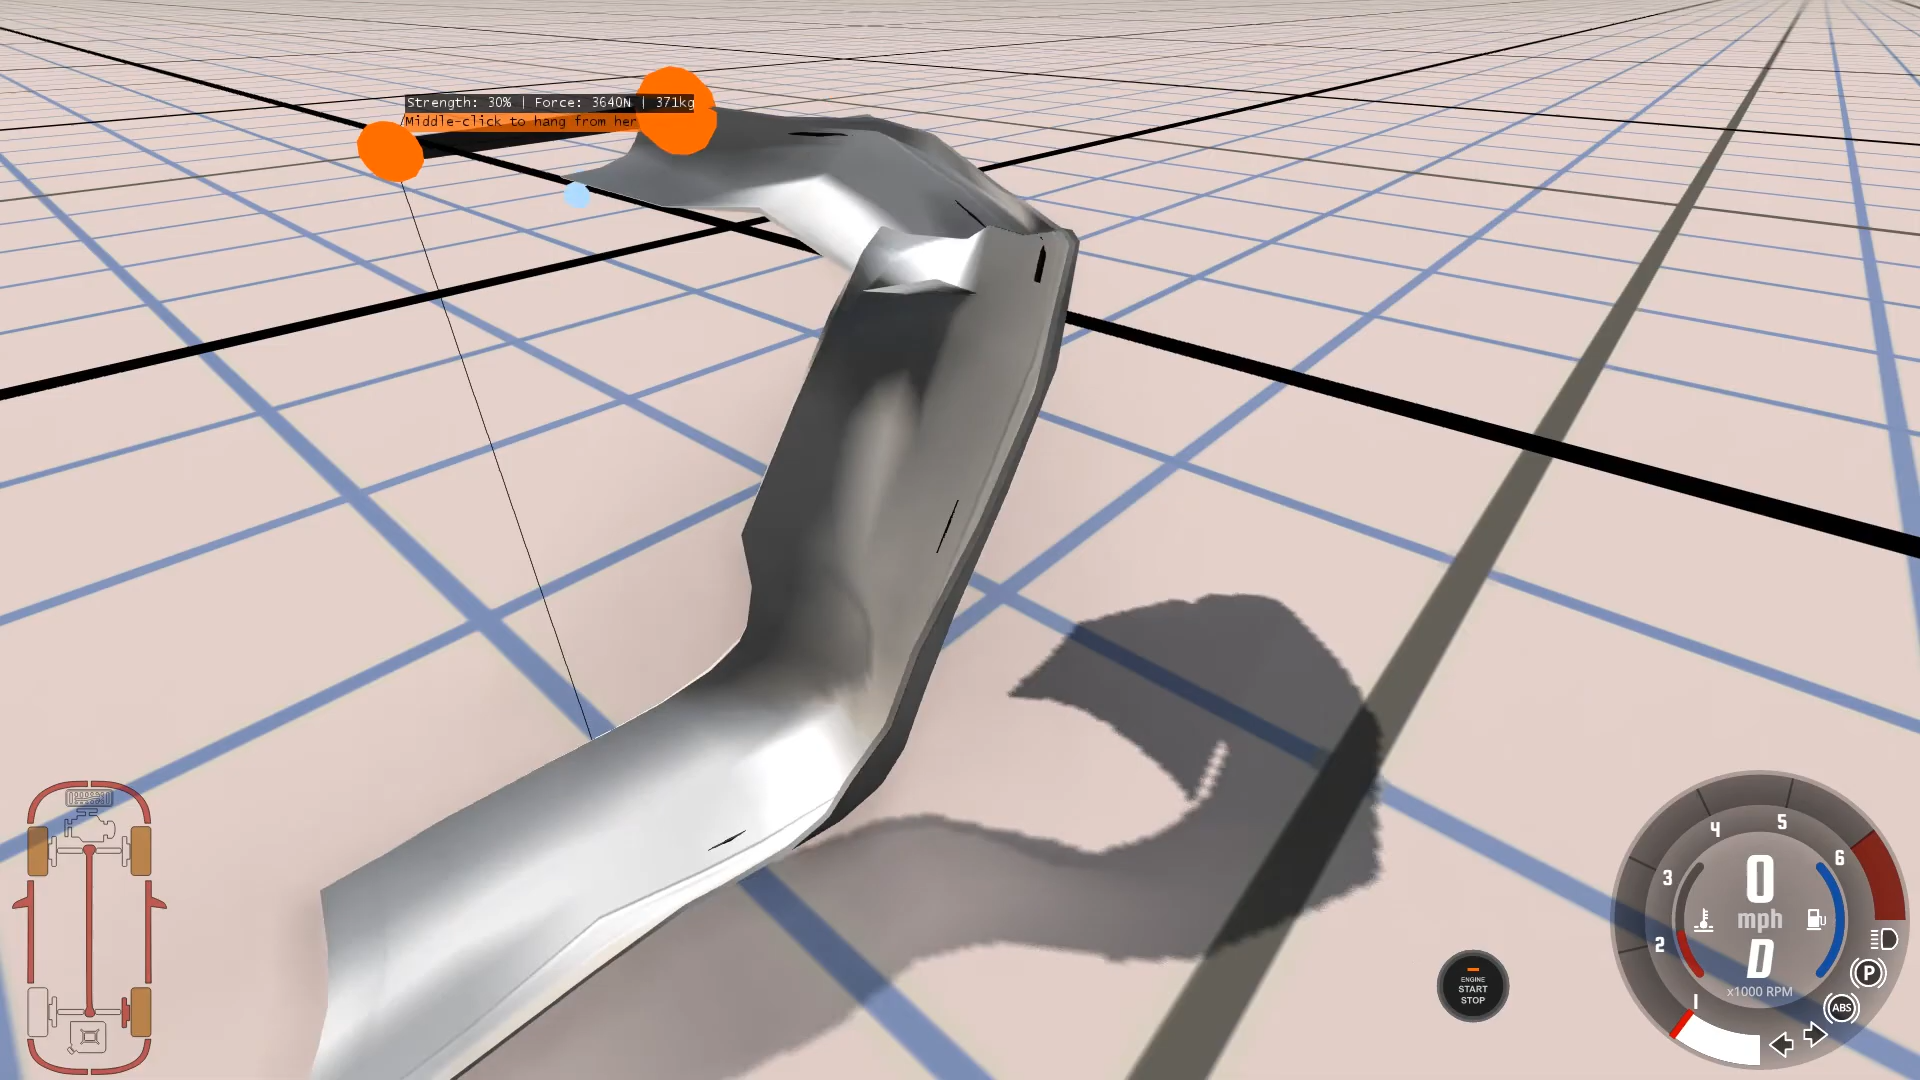 Strength: 30% | Force: 3640N | 371kg
Middle-click to hang from her
1
2
3
4
5
6
0
mph
D
x1000 RPM
P
ABS
ENGINE
START
STOP